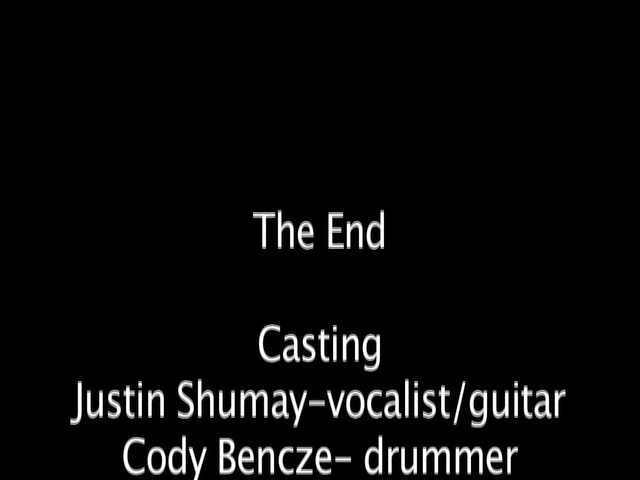 The End
Casting
Justin Shumay-vocalist/guitar
Cody Bencze- drummer